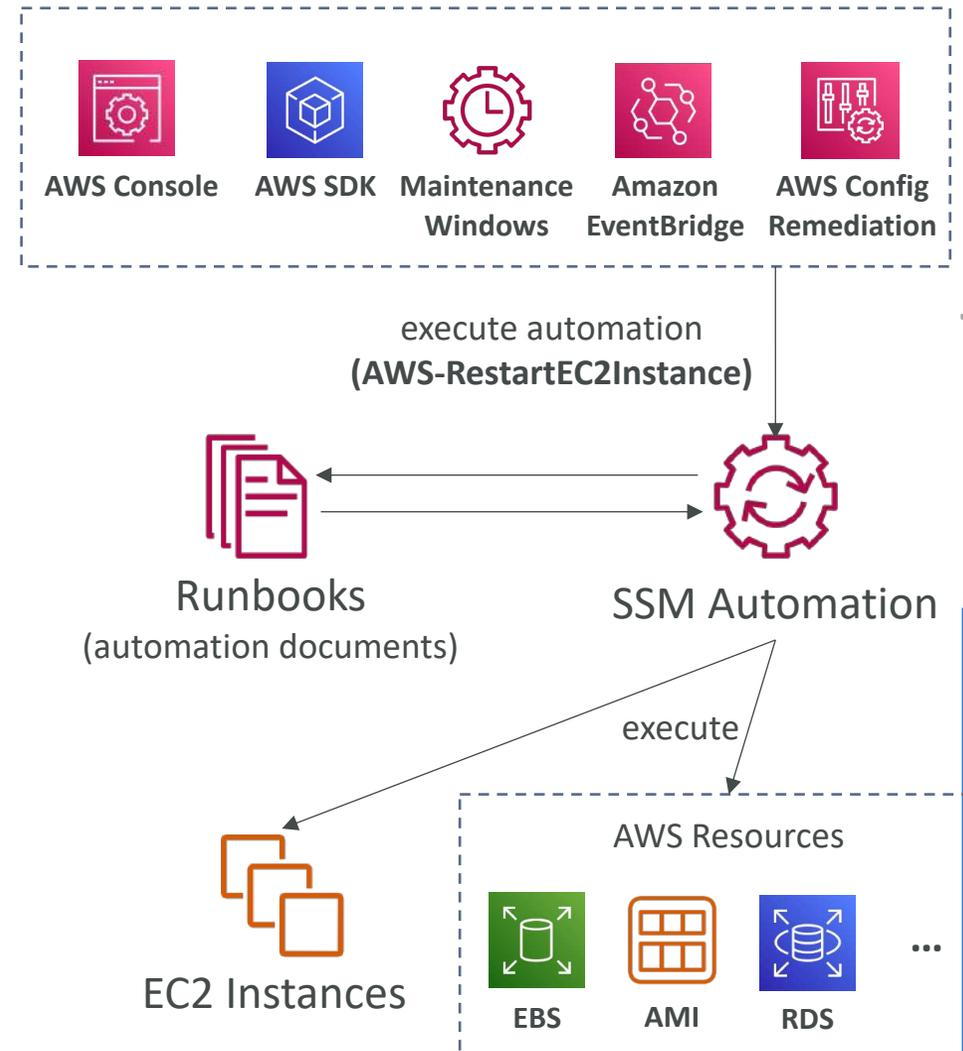 AWS Console
AWS SDK
Maintenance
Windows
Amazon
EventBridge
AWS Config
Remediation
execute automation
(AWS-RestartEC2Instance)
Runbooks
(automation documents)
SSM Automation
execute
AWS Resources
EC2 Instances
EBS
AMI
RDS
...